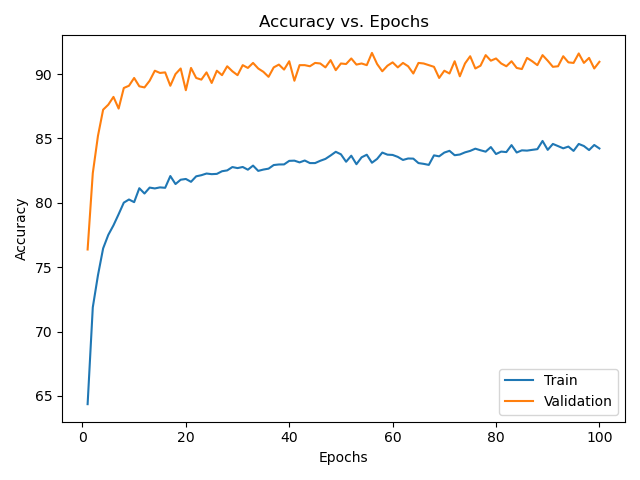 Accuracy vs. Epochs
Accuracy
90
85
80
75
70
65
0 20 40 60 80 100
Epochs
Train
Validation